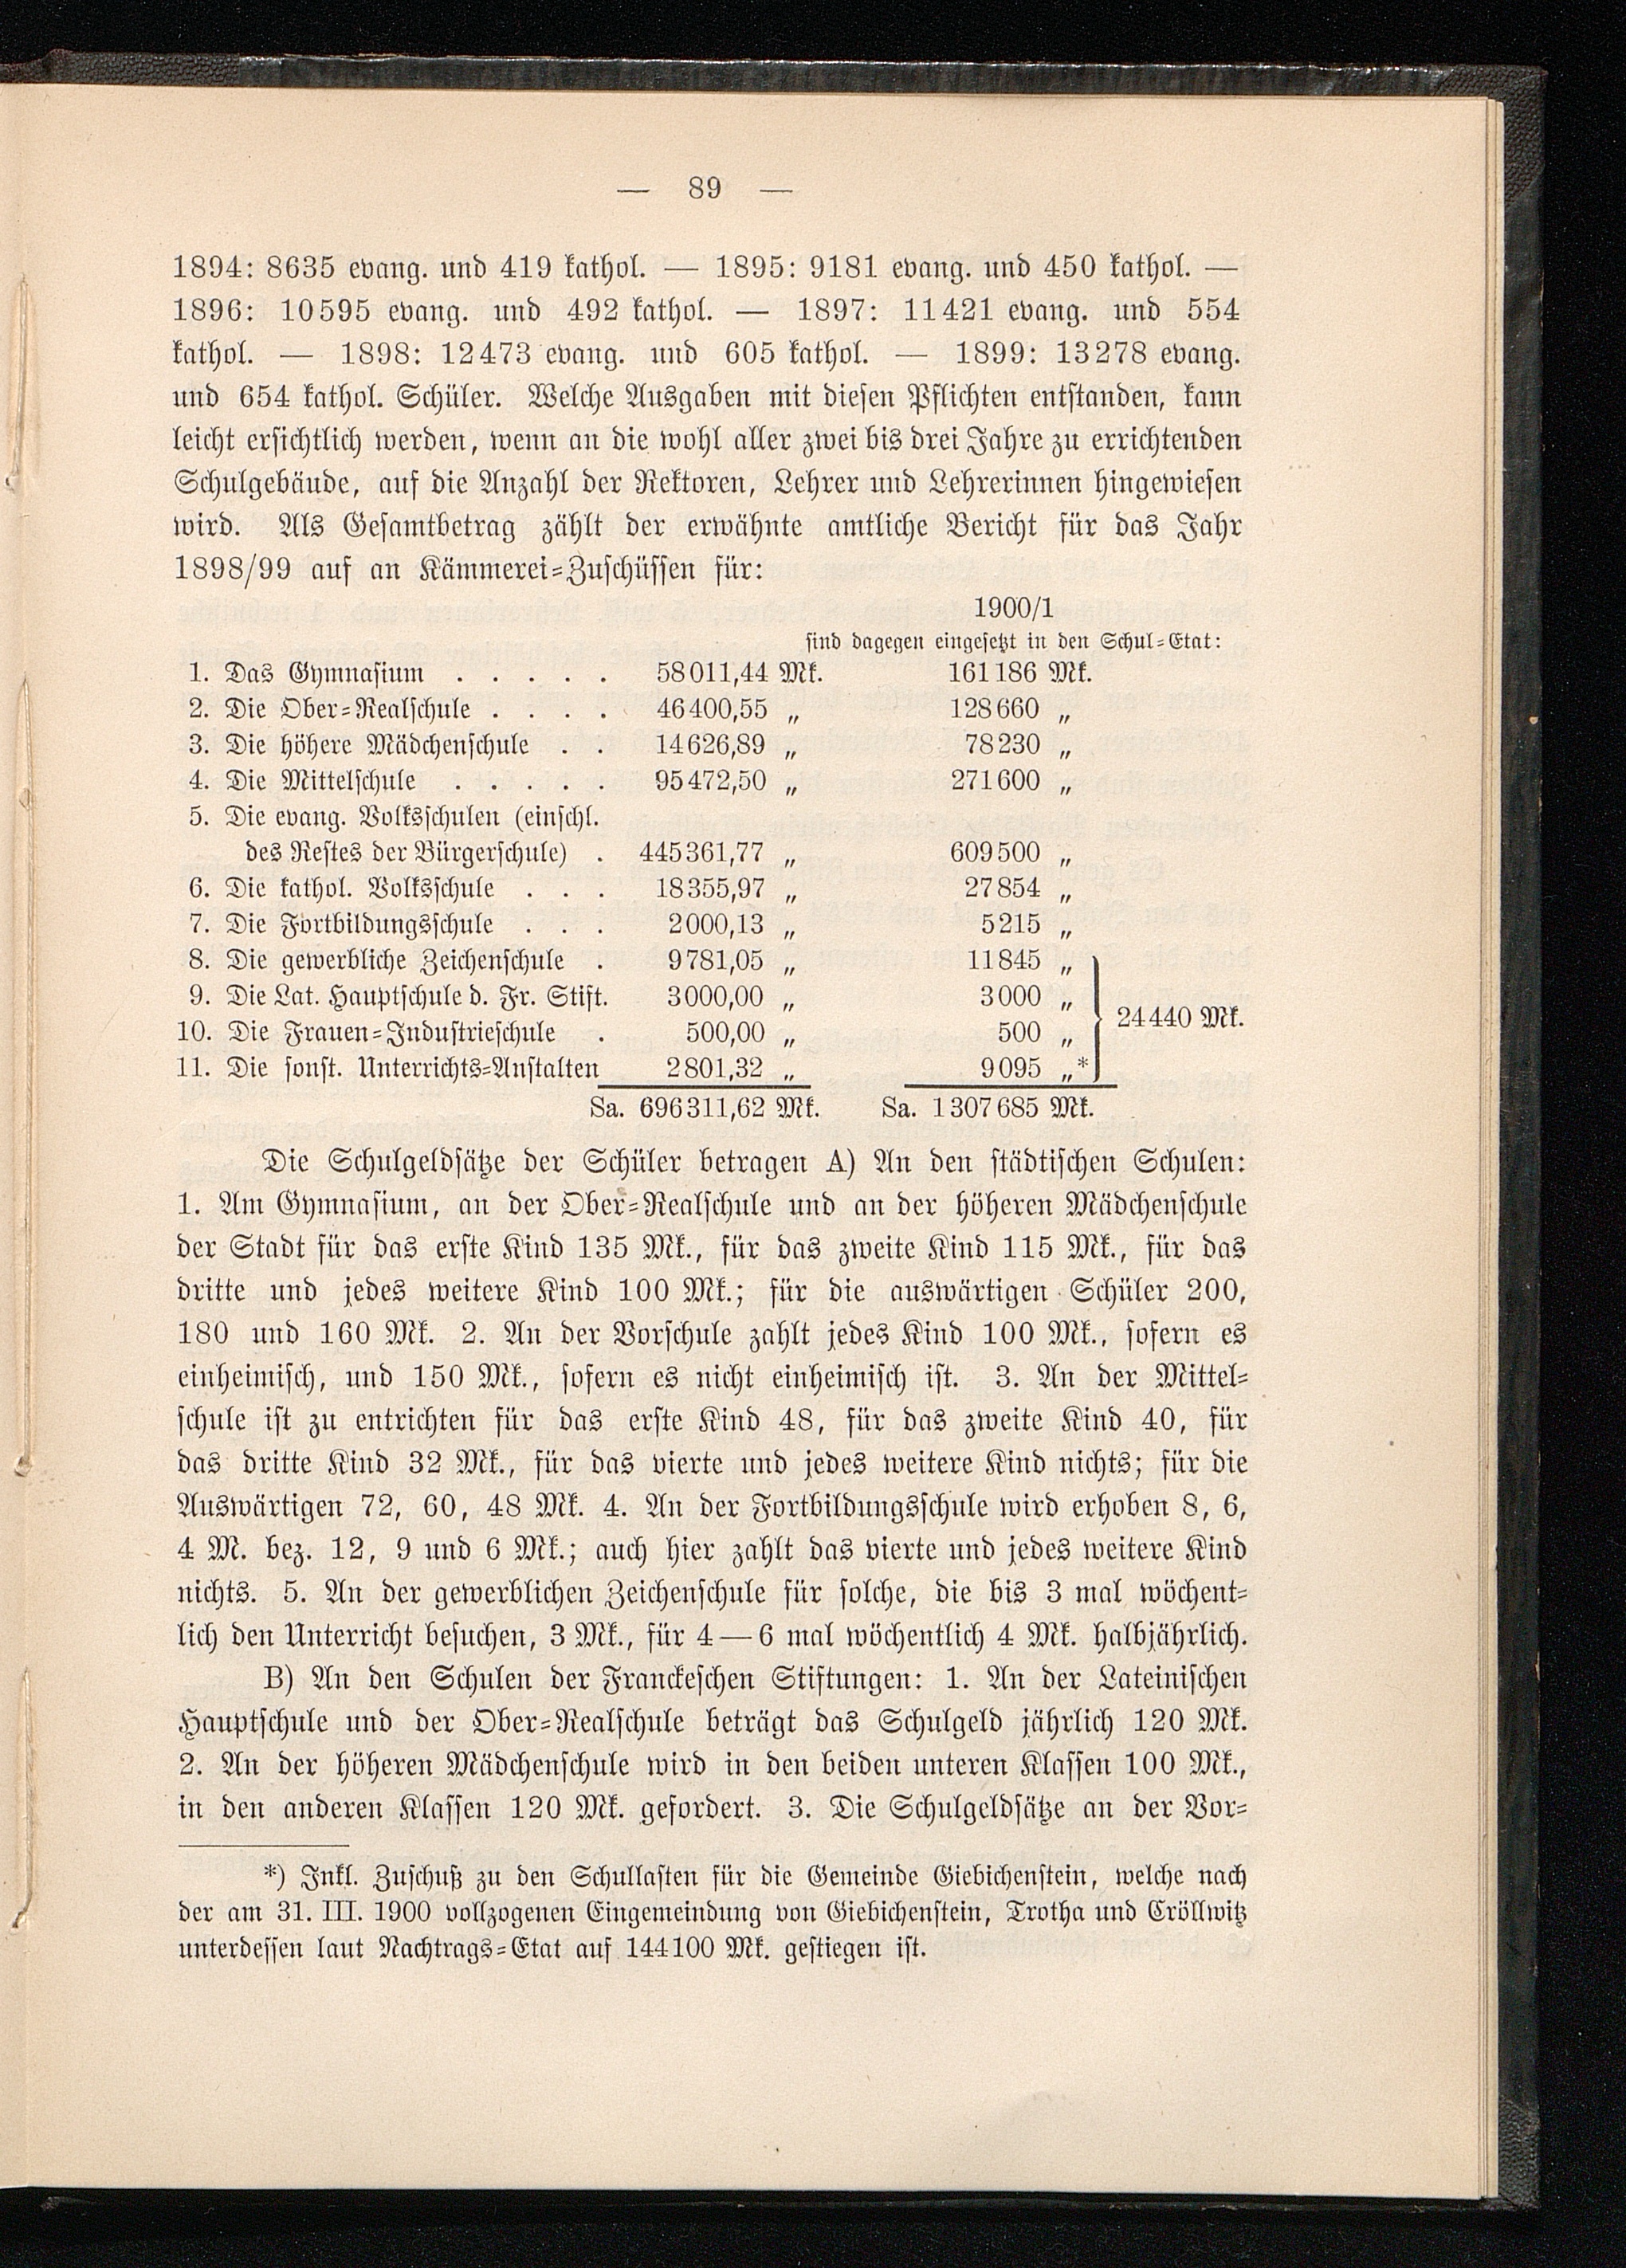 — 89 —
1894: 8635 evang. und 419 kathol. — 1895: 9181 evang. und 450 kathol. —
1896: 10595 evang. und 492 kathol. — 1897: 11421 evang. und 554
kathol. — 1898: 12473 evang. und 605 kathol. — 1899: 13278 evang.
und 654 kathol. Schüler. Welche Ausgaben mit diesen Pflichten entstanden, kann
leicht ersichtlich werden, wenn an die wohl aller zwei bis drei Jahre zu errichtenden
Schulgebäude, auf die Anzahl der Rektoren, Lehrer und Lehrerinnen hingewiesen
wird. Als Gesamtbetrag zählt der erwähnte amtliche Bericht für das Jahr
1898/99 auf an Kämmerei=Zuschüssen für:
1900/1
sind dagegen eingesetzt in den Schul=Etat:
1. Das Gymnasium . . . . . 58011,44 Mk. 161186 Mk.
2. Die Ober=Realschule . . . . 46400,55 „ 128660 „
3. Die höhere Mädchenschule . . 14626,89 „ 78230 „
4. Die Mittelschule . . . . . 95472,50 „ 271600 „
5. Die evang. Volksschulen (einschl.
des Restes der Bürgerschule) . 445361,77 „ 609500 „
6. Die kathol. Volksschule . . . 18355,97 „ 27854 „
7. Die Fortbildungsschule . . . 2000,13 „ 5215 „
8. Die gewerbliche Zeichenschule . 9781,05 „ 11845 „
9. Die Lat. Hauptschule d. Fr. Stift. 3000,00 „ 3000 „
24440 Mk.
10. Die Frauen=Industrieschule . 500,00 „ 500 „
11. Die sonst. Unterrichts=Anstalten 2801,32 „ 9095 „*
Sa. 696311,62 Mk. Sa. 1307685 Mk.
Die Schulgeldsätze der Schüler betragen A) An den städtischen Schulen:
1. Am Gymnasium, an der Ober=Realschule und an der höheren Mädchenschule
der Stadt für das erste Kind 135 Mk., für das zweite Kind 115 Mk., für das
dritte und jedes weitere Kind 100 Mk.; für die auswärtigen Schüler 200,
180 und 160 Mk. 2. An der Vorschule zahlt jedes Kind 100 Mk., sofern es
einheimisch, und 150 Mk., sofern es nicht einheimisch ist. 3. An der Mittel=
schule ist zu entrichten für das erste Kind 48, für das zweite Kind 40, für
das dritte Kind 32 Mk., für das vierte und jedes weitere Kind nichts; für die
Auswärtigen 72, 60, 48 Mk. 4. An der Fortbildungsschule wird erhoben 8, 6,
4 M. bez. 12, 9 und 6 Mk.; auch hier zahlt das vierte und jedes weitere Kind
nichts. 5. An der gewerblichen Zeichenschule für solche, die bis 3 mal wöchent=
lich den Unterricht besuchen, 3 Mk., für 4—6 mal wöchentlich 4 Mk. halbjährlich.
B) An den Schulen der Franckeschen Stiftungen: 1. An der Lateinischen
Hauptschule und der Ober=Realschule beträgt das Schulgeld jährlich 120 Mk.
2. An der höheren Mädchenschule wird in den beiden unteren Klassen 100 Mk.,
in den anderen Klassen 120 Mk. gefordert. 3. Die Schulgeldsätze an der Vor=
*) Inkl. Zuschuß zu den Schullasten für die Gemeinde Giebichenstein, welche nach
der am 31. III. 1900 vollzogenen Eingemeindung von Giebichenstein, Trotha und Cröllwitz
unterdessen laut Nachtrags=Etat auf 144100 Mk. gestiegen ist.